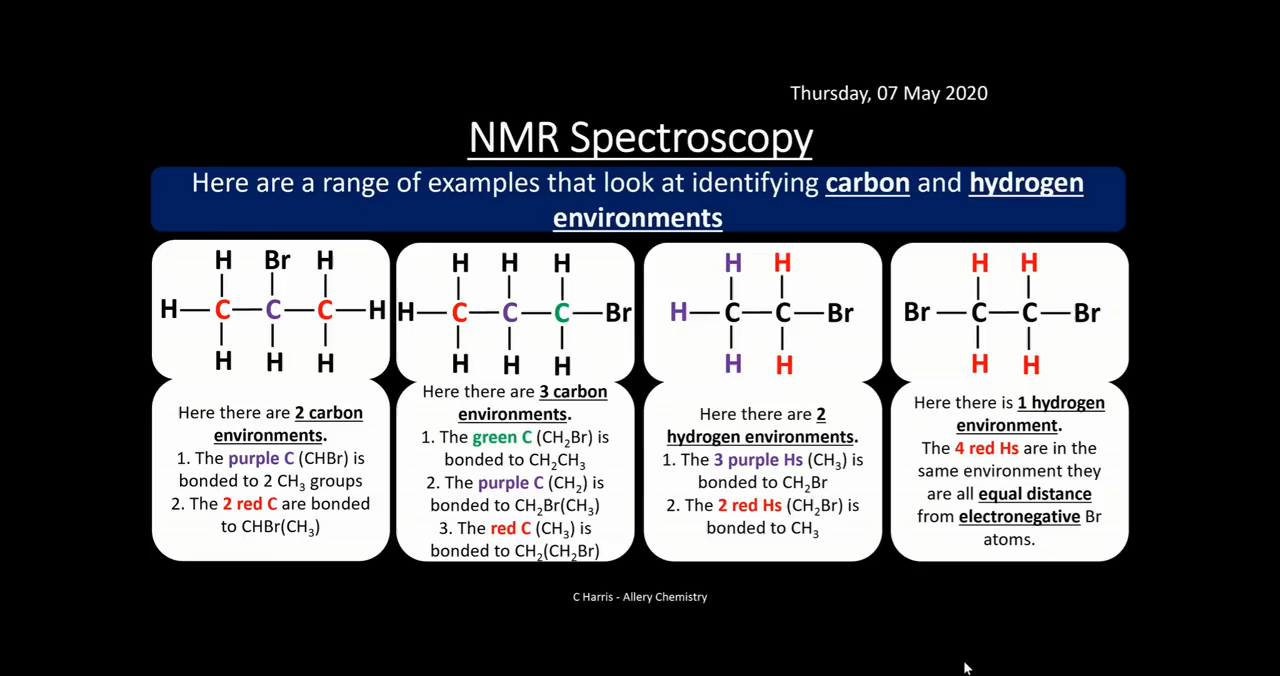 Thursday, 07 May 2020
NMR Spectroscopy
Here are a range of examples that look at identifying carbon and hydrogen
environments
H Br H
H C C C H
H H H
Here there are 2 carbon
environments.
1. The purple C (CHBr) is
bonded to 2 CH₃ groups
2. The 2 red C are bonded
to CHBr(CH₃)
H H H
H C C C Br
H H H
Here there are 3 carbon
environments.
1. The green C (CH₂Br) is
bonded to CH₂CH₃
2. The purple C (CH₂) is
bonded to CH₂Br(CH₃)
3. The red C (CH₃) is
bonded to CH₂(CH₂Br)
H H
H C C Br
H H
Here there are 2
hydrogen environments.
1. The 3 purple Hs (CH₃) is
bonded to CH₂Br
2. The 2 red Hs (CH₂Br) is
bonded to CH₃
H H
Br C C Br
H H
Here there is 1 hydrogen
environment.
The 4 red Hs are in the
same environment they
are all equal distance
from electronegative Br
atoms.
C Harris - Allery Chemistry